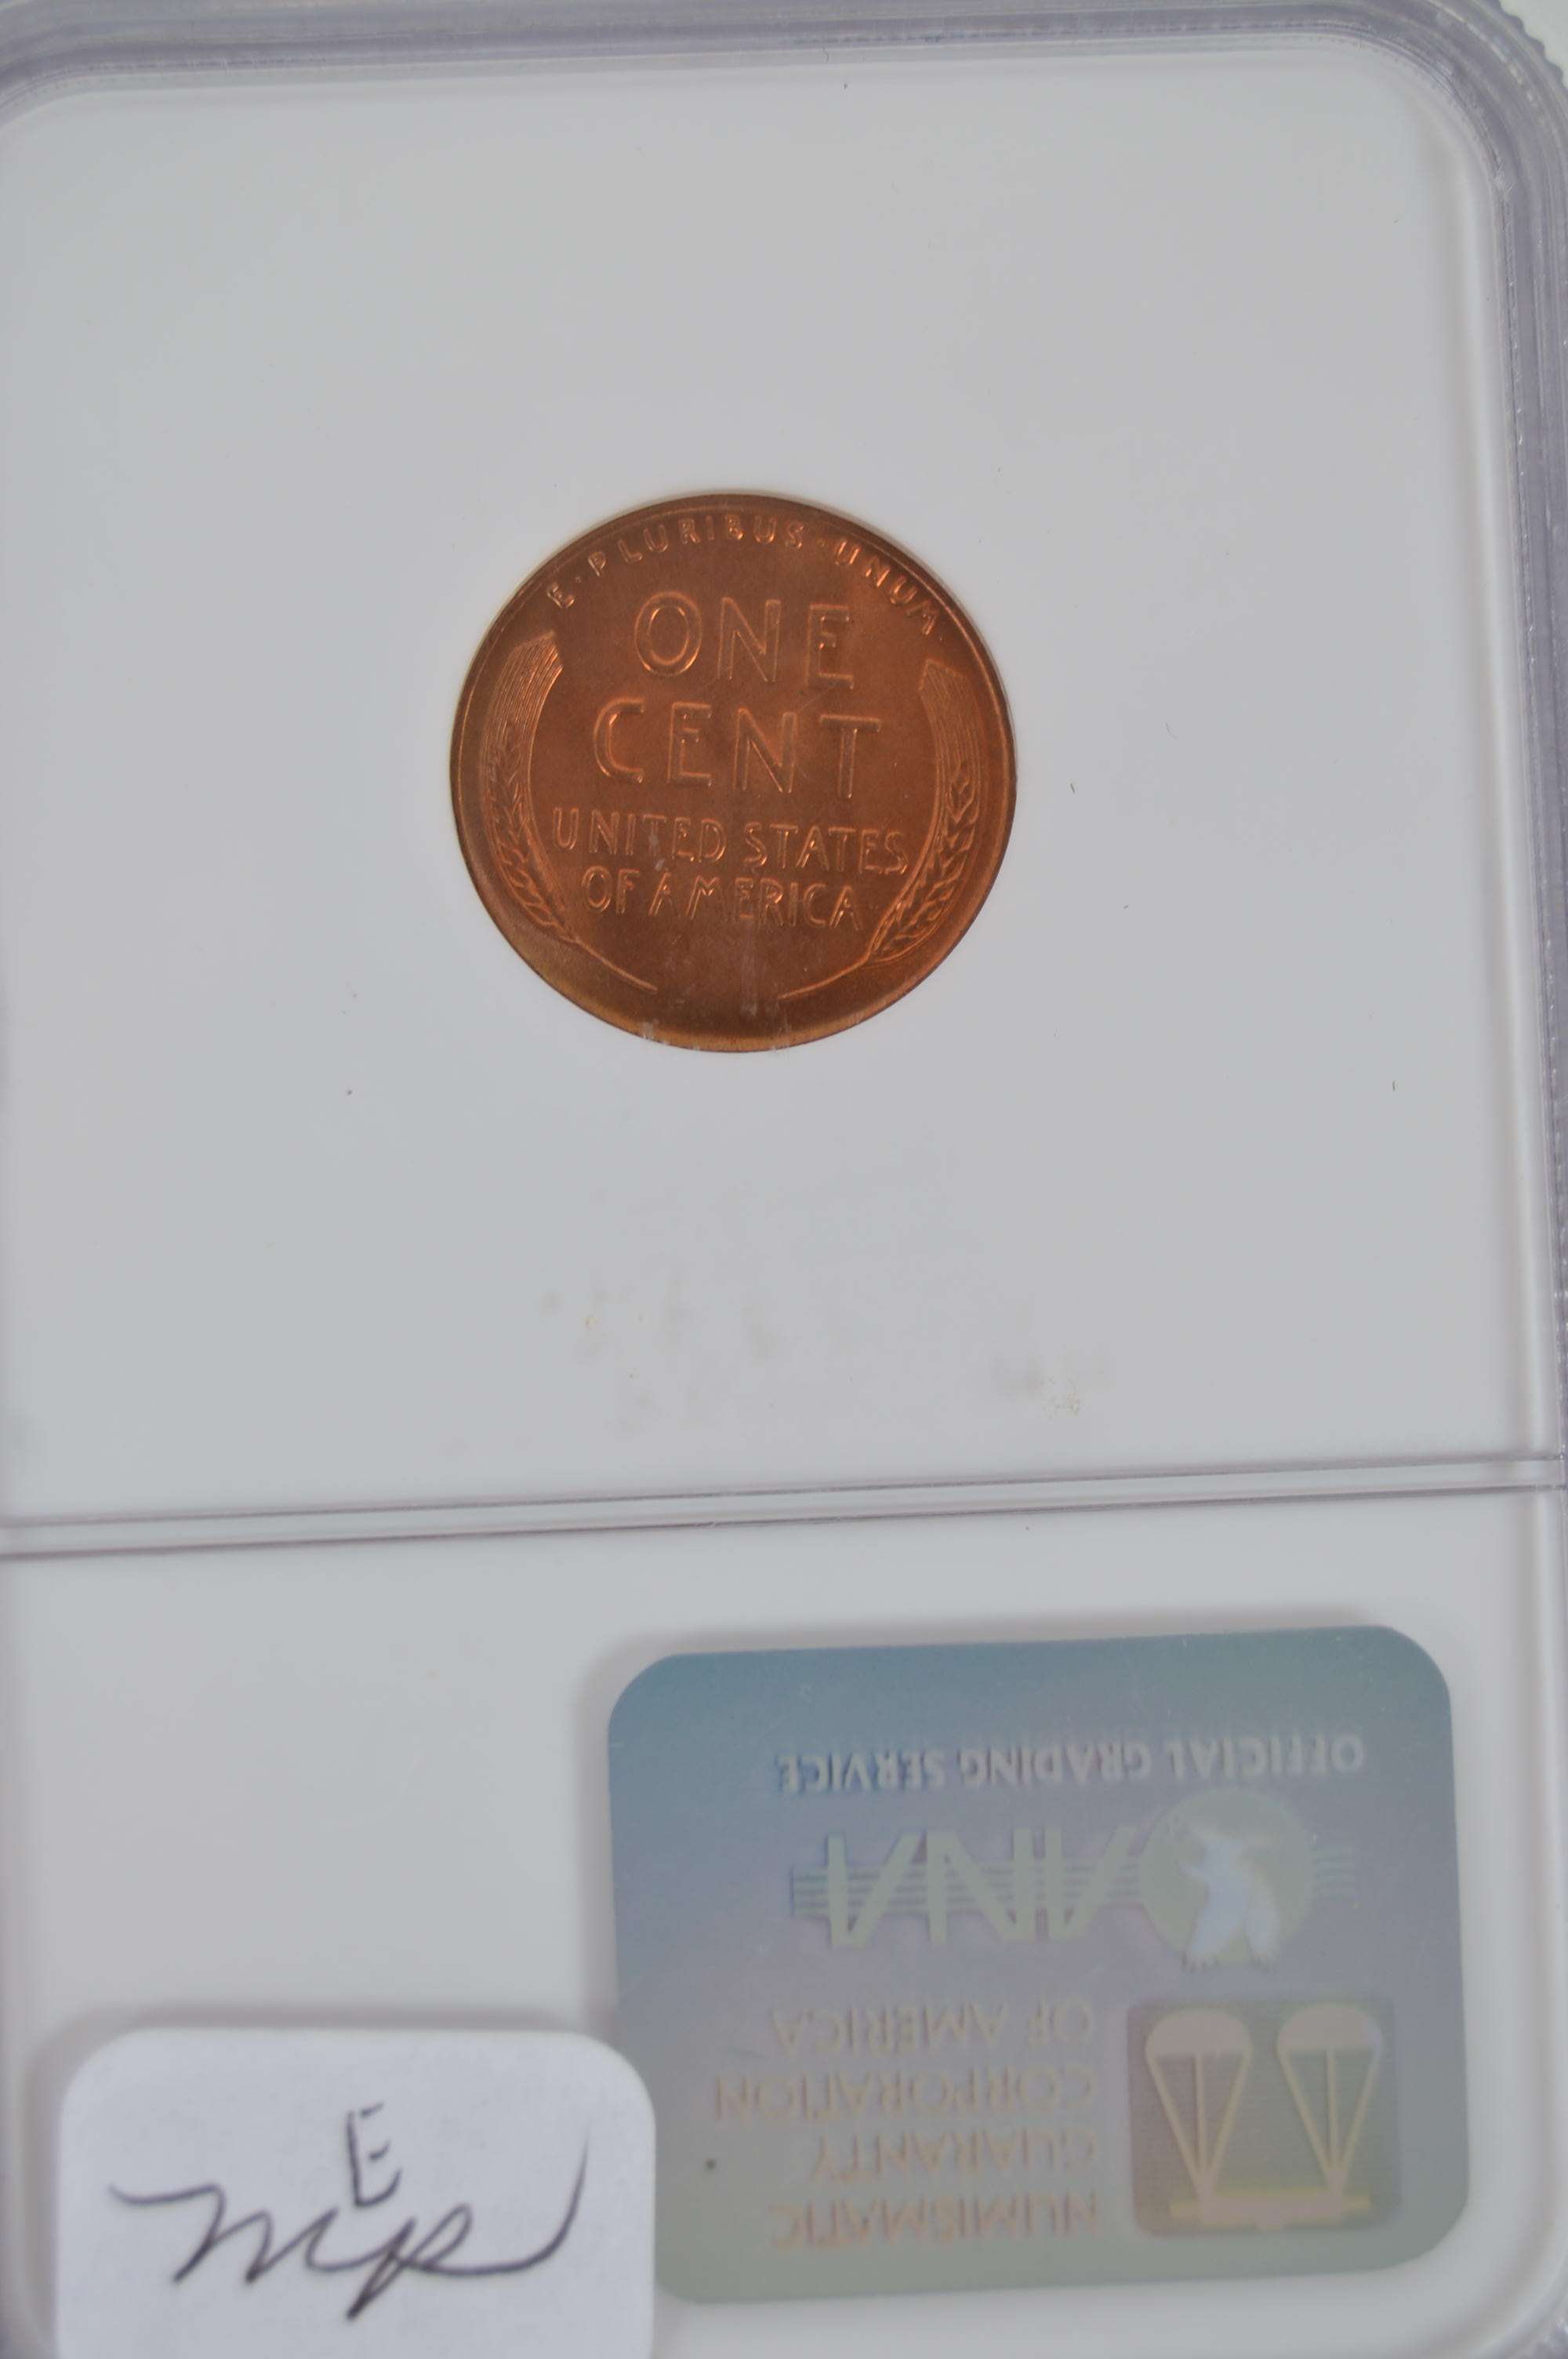 E·PLURIBUS·UNUM
ONE
CENT
UNITED STATES
OF AMERICA
NUMISMATIC
GUARANTY
CORPORATION
OF AMERICA
ANA
OFFICIAL GRADING SERVICE
E